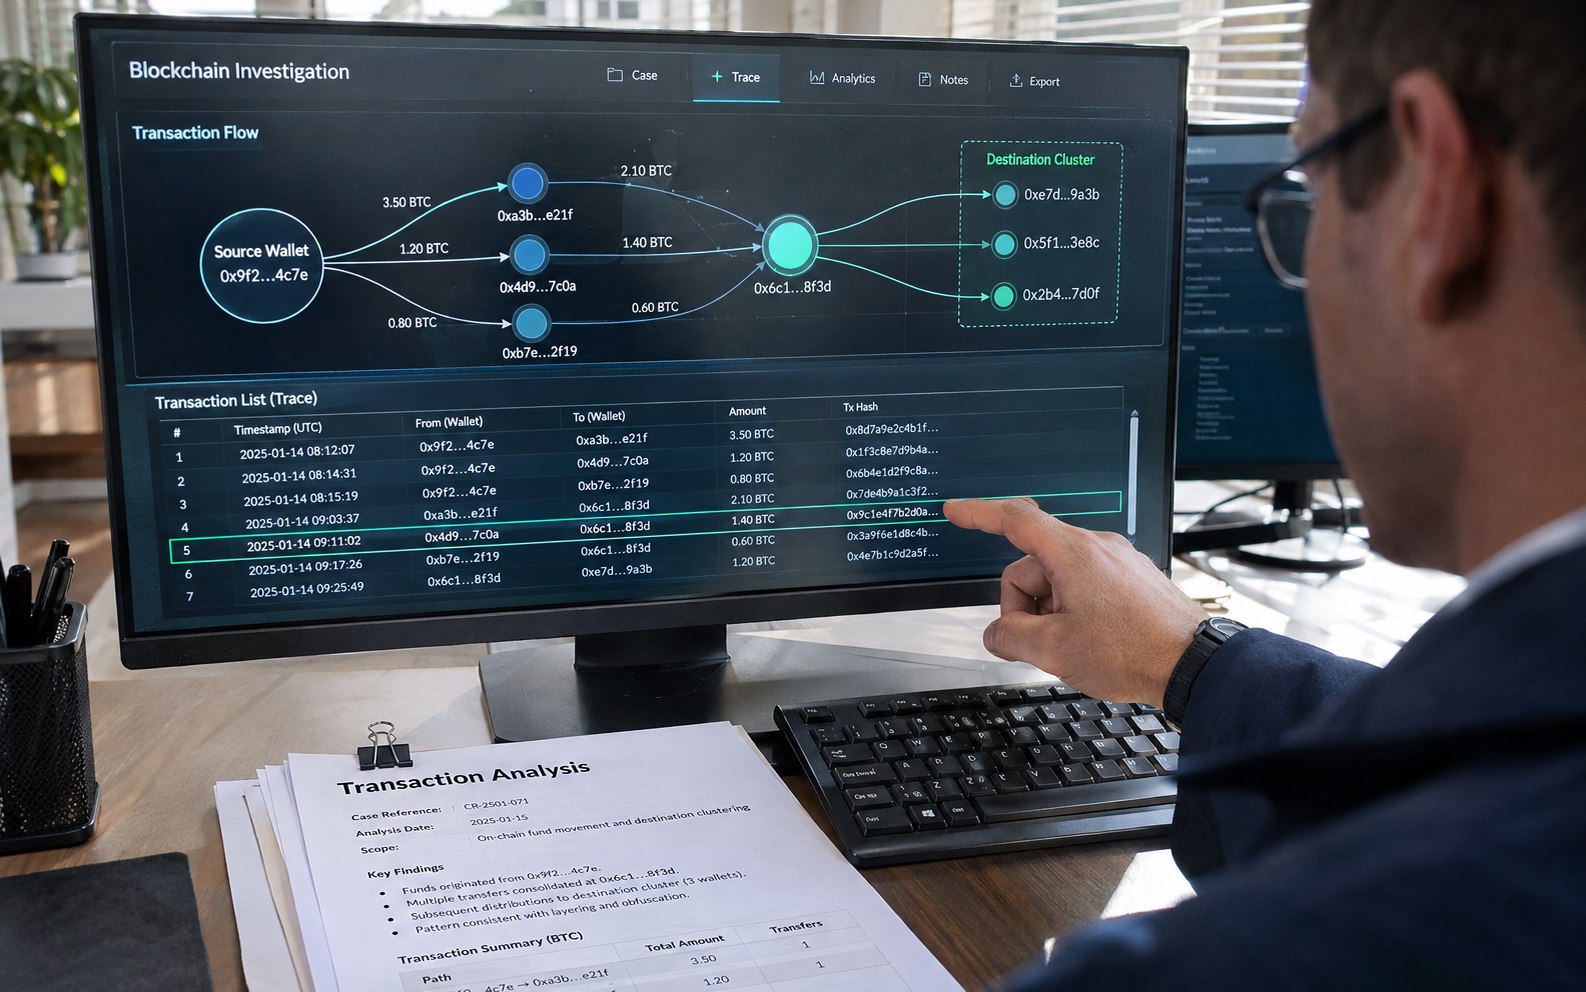 Blockchain Investigation
Case
Trace
Analytics
Notes
Export
Transaction Flow
Source Wallet
0x9f2...4c7e
3.50 BTC
1.20 BTC
0.80 BTC
0xa3b...e21f
0x4d9...7c0a
0xb7e...2f19
2.10 BTC
1.40 BTC
0.60 BTC
0x6c1...8f3d
Destination Cluster
0xe7d...9a3b
0x5f1...3e8c
0x2b4...7d0f
Transaction List (Trace)
# Timestamp (UTC) From (Wallet) To (Wallet) Amount Tx Hash
1 2025-01-14 08:12:07 0x9f2...4c7e 0xa3b...e21f 3.50 BTC 0x8d7a9e2c4b1f...
2 2025-01-14 08:14:31 0x9f2...4c7e 0x4d9...7c0a 1.20 BTC 0x1f3c8e7d9b4a...
3 2025-01-14 08:15:19 0x9f2...4c7e 0xb7e...2f19 0.80 BTC 0x6b4e1d2f9c8a...
4 2025-01-14 09:03:37 0xa3b...e21f 0x6c1...8f3d 2.10 BTC 0x7de4b9a1c3f2...
5 2025-01-14 09:11:02 0x4d9...7c0a 0x6c1...8f3d 1.40 BTC 0x9c1e4f7b2d0a...
6 2025-01-14 09:17:26 0xb7e...2f19 0x6c1...8f3d 0.60 BTC 0x3a9f6e1d8c4b...
7 2025-01-14 09:25:49 0x6c1...8f3d 0xe7d...9a3b 1.20 BTC 0x4e7b1c9d2a5f...
Transaction Analysis
Case Reference: : CR-2501-071
Analysis Date: 2025-01-15
Scope: : On-chain fund movement and destination clustering
Key Findings
• Funds originated from 0x9f2...4c7e.
• Multiple transfers consolidated at 0x6c1...8f3d.
• Subsequent distributions to destination cluster (3 wallets).
• Pattern consistent with layering and obfuscation.
Transaction Summary (BTC)
Path Total Amount Transfers
...4c7e → 0xa3b...e21f 3.50 1
1.20 1